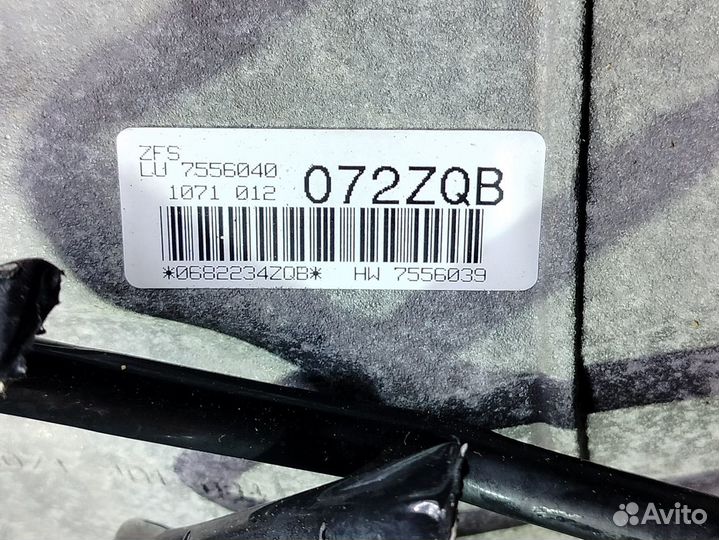 ZFS
LU 7556040
1071 012 072ZQB
*0682234ZQB* HW 7556039
Avito